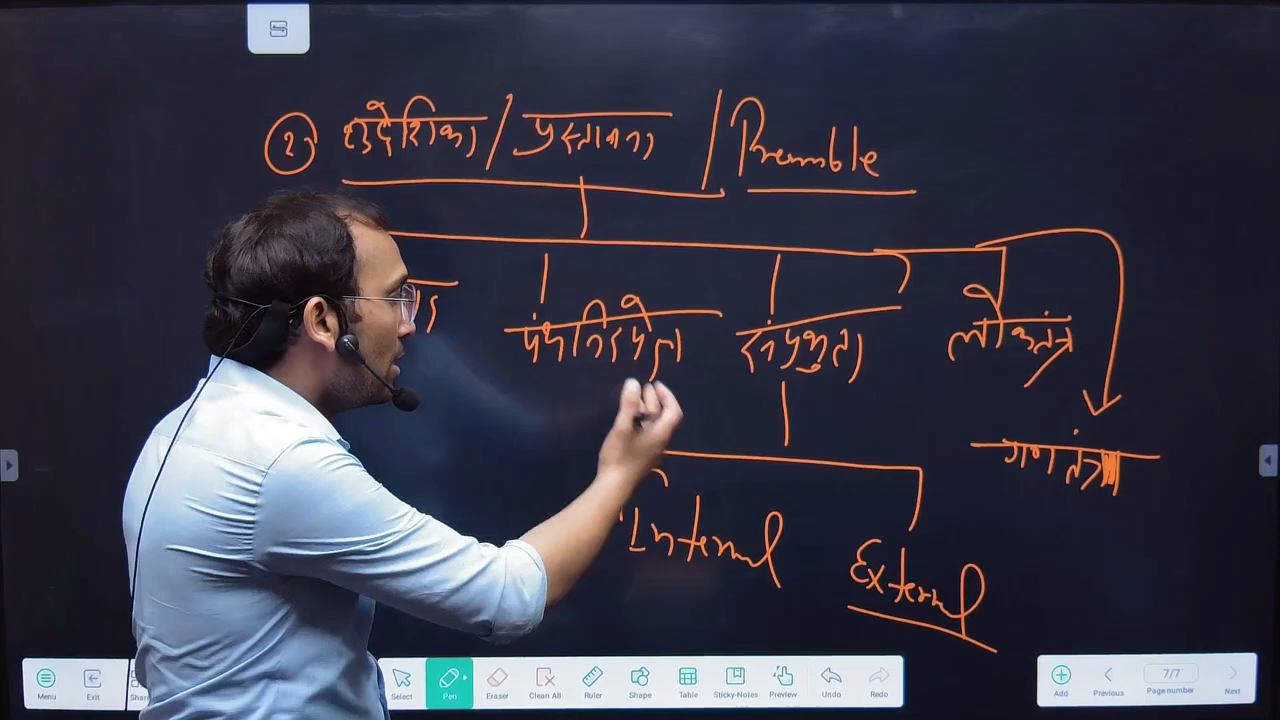 (2) उद्देशिका / प्रस्तावना / Preamble
पंथनिरपेक्ष संप्रभुता लोकतंत्र
गणतंत्र
Internal External
Menu Exit Share Select Pen Eraser Clean All Ruler Shape Table Sticky-Notes Preview Undo Redo Add Previous 7/7 Page number Next